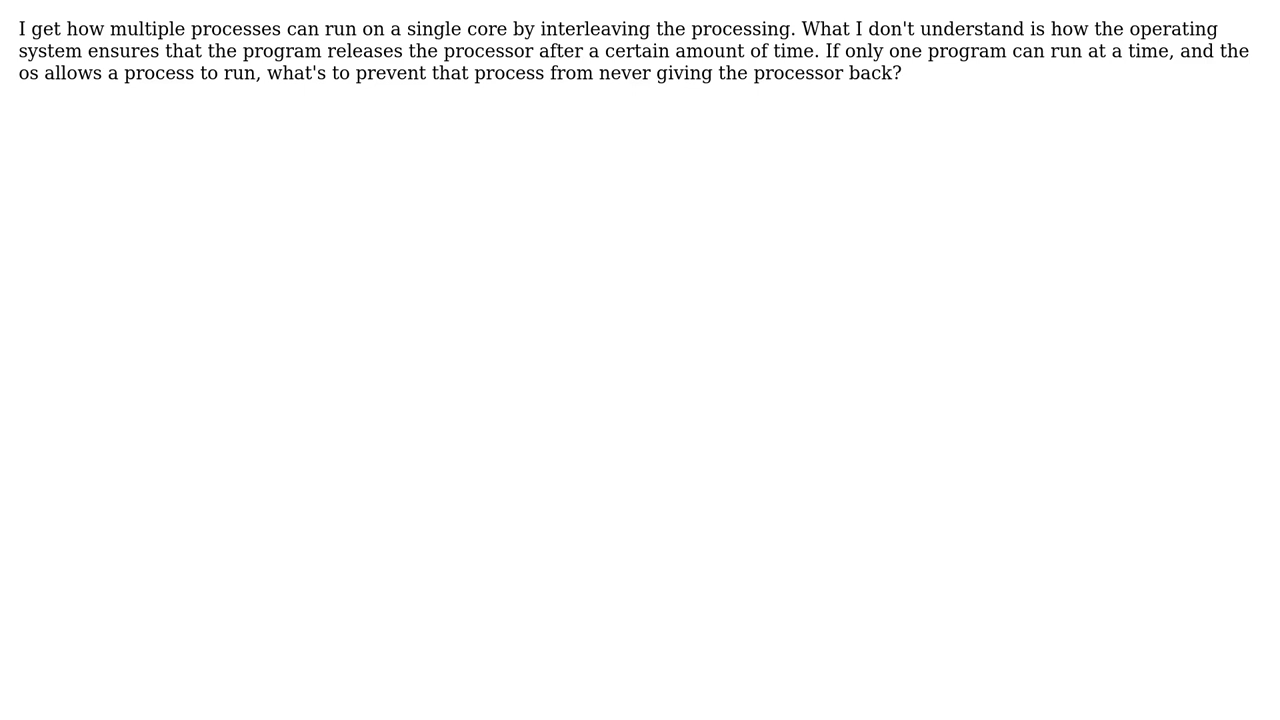 I get how multiple processes can run on a single core by interleaving the processing. What I don't understand is how the operating
system ensures that the program releases the processor after a certain amount of time. If only one program can run at a time, and the
os allows a process to run, what's to prevent that process from never giving the processor back?